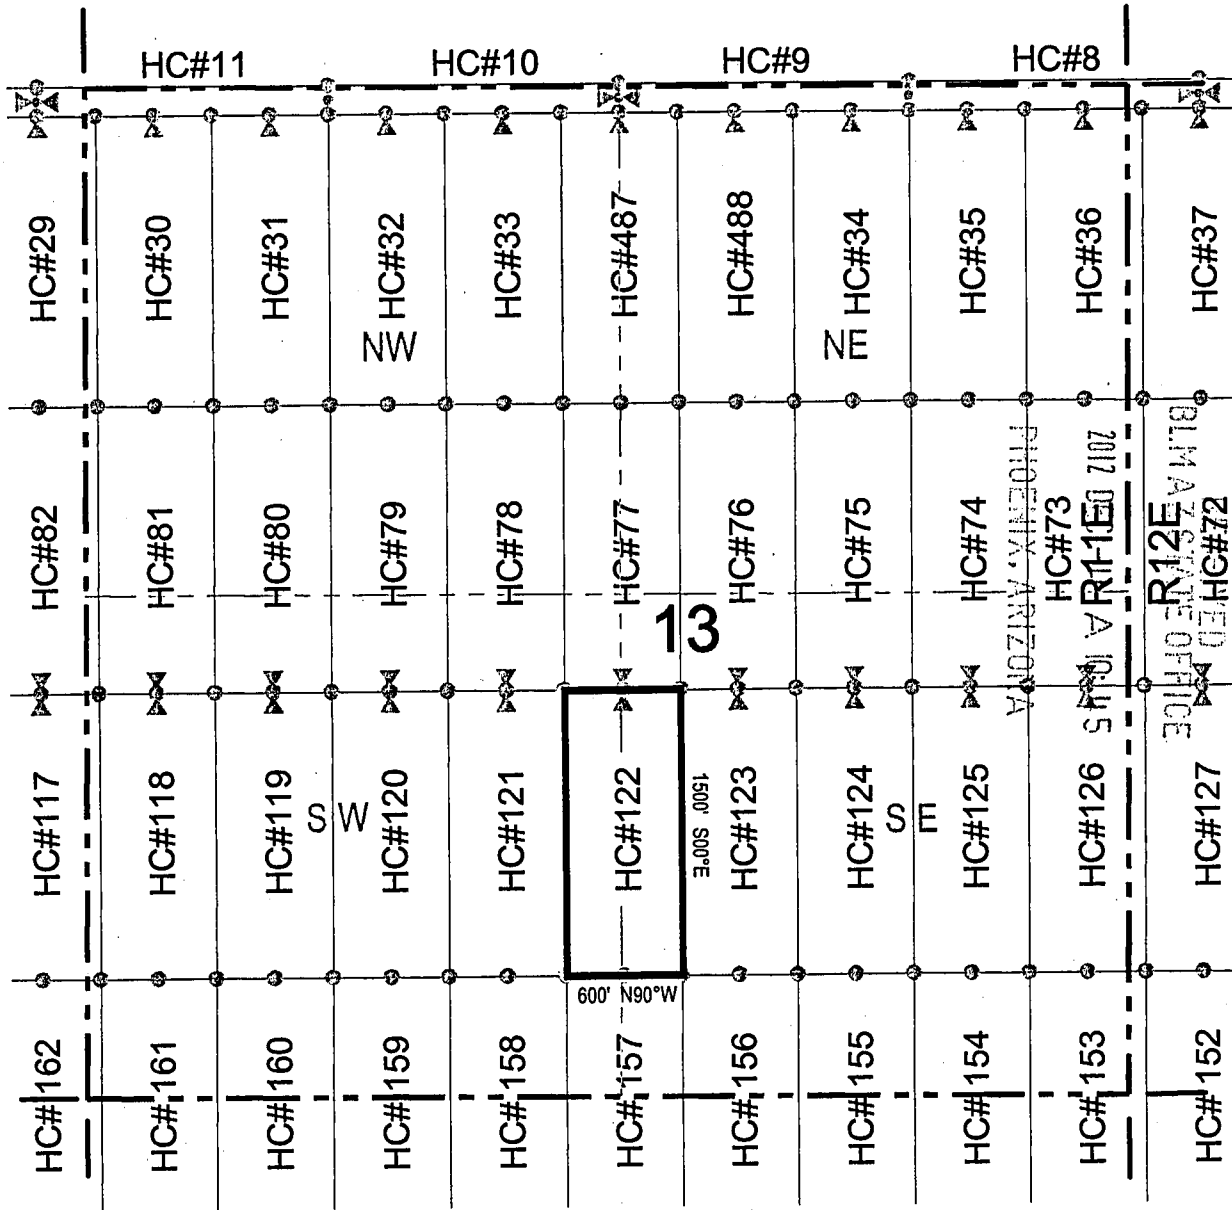 HC#11 HC#10 HC#9 HC#8
HC#29 HC#30 HC#31 HC#32 HC#33 HC#487 HC#488 HC#34 HC#35 HC#36 HC#37
NW NE
HC#82 HC#81 HC#80 HC#79 HC#78 HC#77 HC#76 HC#75 HC#74 HC#73 HC#72
R11E R12E
BLM AZ STATE OFFICE
2012
PHOENIX, ARIZONA
13
HC#117 HC#118 HC#119 HC#120 HC#121 HC#122 HC#123 HC#124 HC#125 HC#126 HC#127
SW SE
1500' S00°E
600' N90°W
HC#162 HC#161 HC#160 HC#159 HC#158 HC#157 HC#156 HC#155 HC#154 HC#153 HC#152